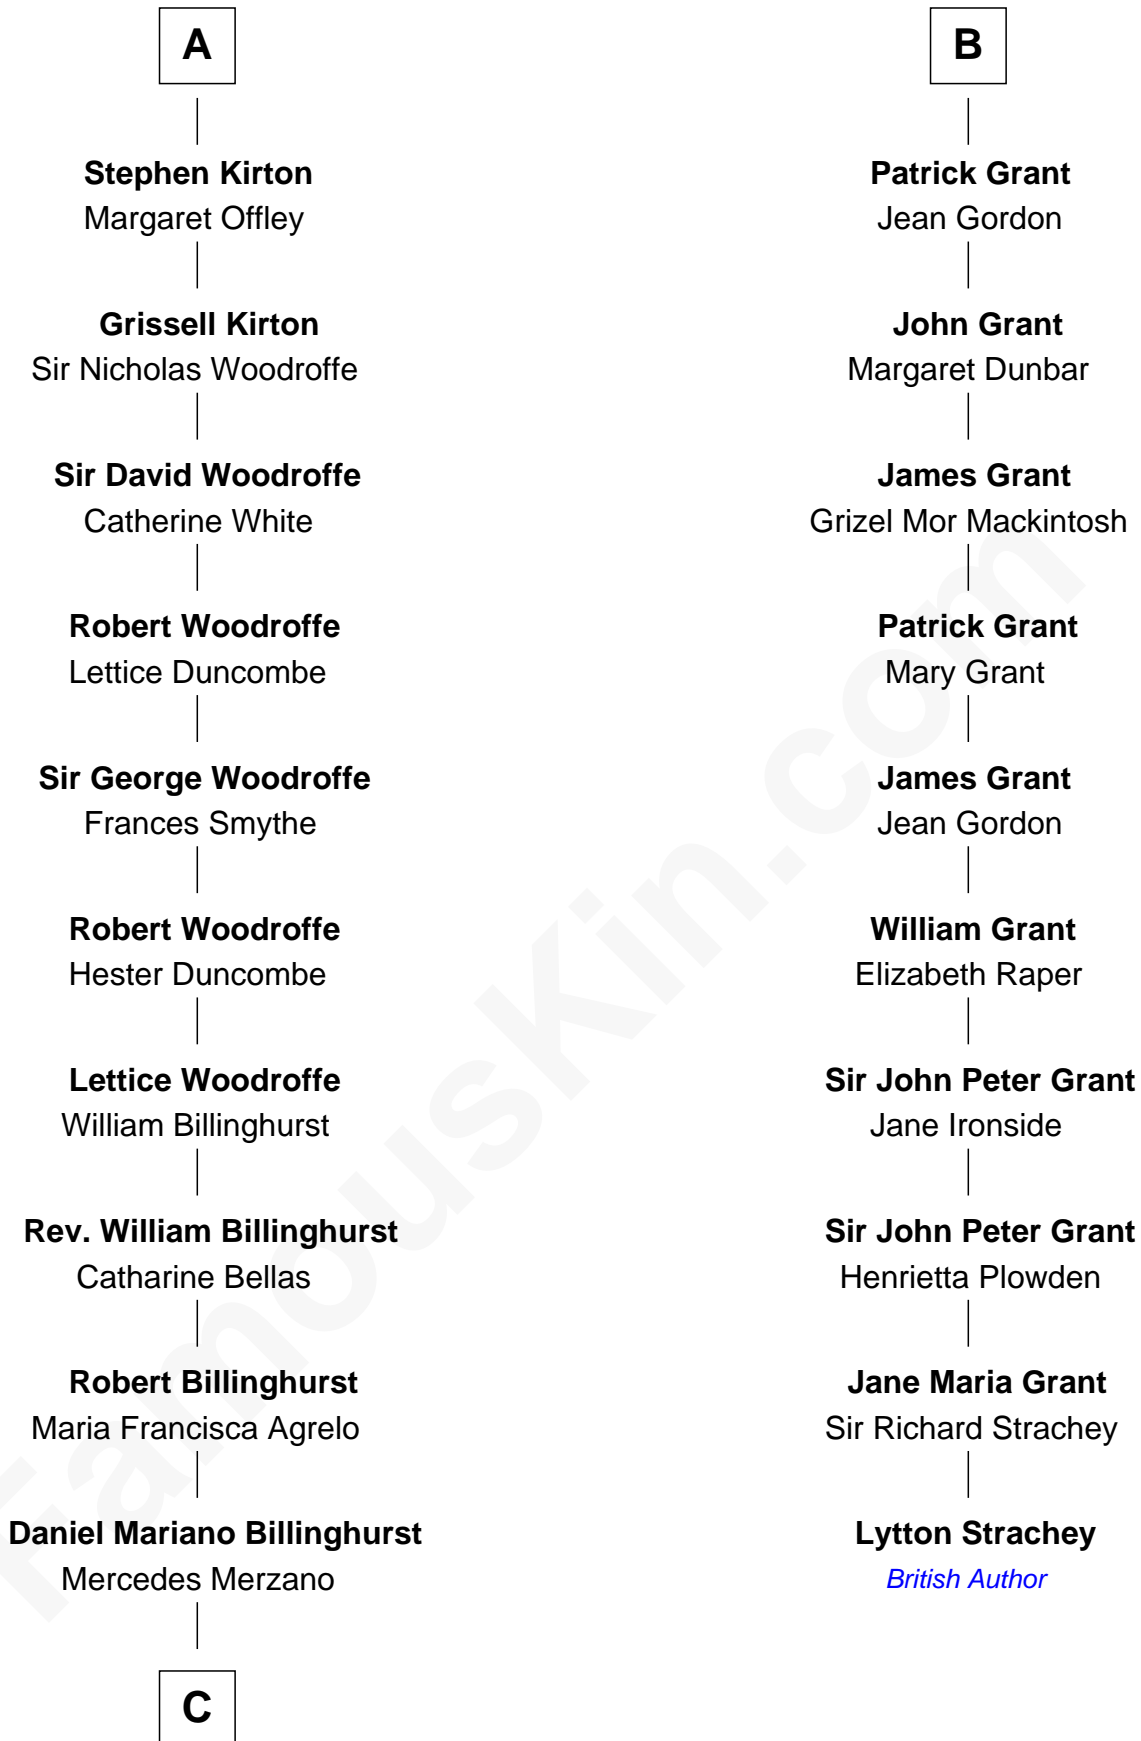 A
Stephen Kirton
Margaret Offley
Grissell Kirton
Sir Nicholas Woodroffe
Sir David Woodroffe
Catherine White
Robert Woodroffe
Lettice Duncombe
Sir George Woodroffe
Frances Smythe
Robert Woodroffe
Hester Duncombe
Lettice Woodroffe
William Billinghurst
Rev. William Billinghurst
Catharine Bellas
Robert Billinghurst
Maria Francisca Agrelo
Daniel Mariano Billinghurst
Mercedes Merzano
C
B
Patrick Grant
Jean Gordon
John Grant
Margaret Dunbar
James Grant
Grizel Mor Mackintosh
Patrick Grant
Mary Grant
James Grant
Jean Gordon
William Grant
Elizabeth Raper
Sir John Peter Grant
Jane Ironside
Sir John Peter Grant
Henrietta Plowden
Jane Maria Grant
Sir Richard Strachey
Lytton Strachey
British Author
FamousKin.com